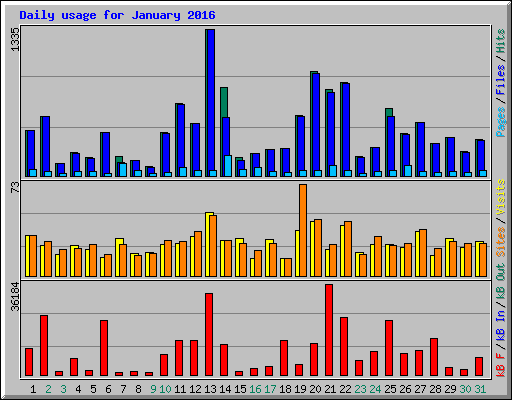 Daily usage for January 2016
1335
Pages / Files / Hits
73
Sites / Visits
36184
kB F / kB In / kB Out
1 2 3 4 5 6 7 8 9 10 11 12 13 14 15 16 17 18 19 20 21 22 23 24 25 26 27 28 29 30 31